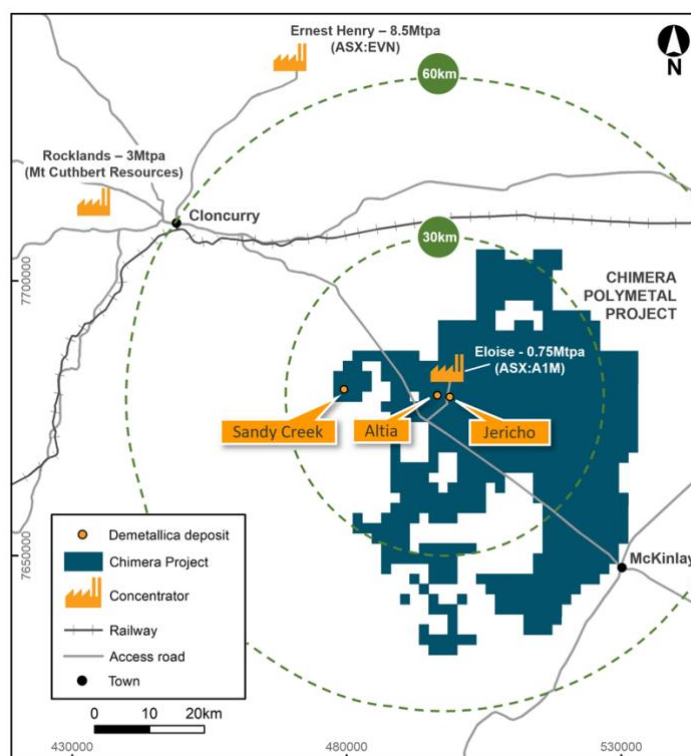 Ernest Henry – 8.5Mtpa
(ASX:EVN)
N
60km
Rocklands – 3Mtpa
(Mt Cuthbert Resources)
Cloncurry
30km
7700000
CHIMERA
POLYMETAL
PROJECT
Eloise - 0.75Mtpa
(ASX:A1M)
Sandy Creek
Altia
Jericho
Demetallica deposit
Chimera Project
Concentrator
Railway
Access road
Town
0 10 20km
7650000
McKinlay
430000
480000
530000